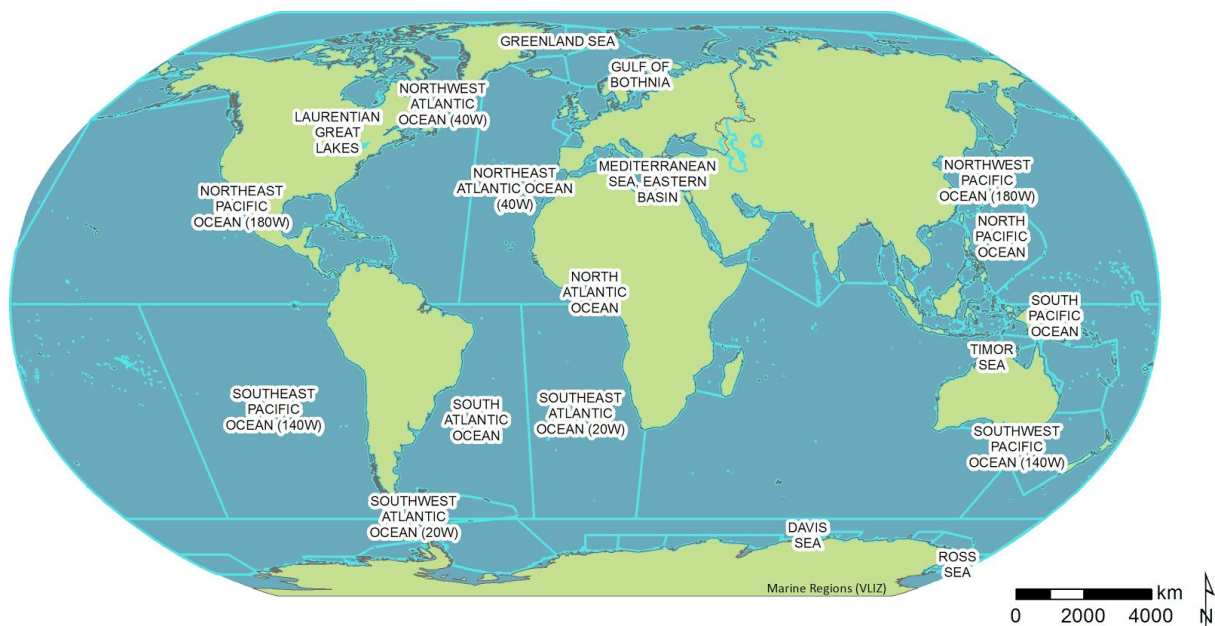 GREENLAND SEA
GULF OF
BOTHNIA
NORTHWEST
ATLANTIC
OCEAN (40W)
LAURENTIAN
GREAT
LAKES
NORTHEAST
ATLANTIC OCEAN
(40W)
MEDITERRANEAN
SEA, EASTERN
BASIN
NORTHWEST
PACIFIC
OCEAN (180W)
NORTHEAST
PACIFIC
OCEAN (180W)
NORTH
PACIFIC
OCEAN
NORTH
ATLANTIC
OCEAN
SOUTH
PACIFIC
OCEAN
TIMOR
SEA
SOUTHEAST
PACIFIC
OCEAN (140W)
SOUTH
ATLANTIC
OCEAN
SOUTHEAST
ATLANTIC
OCEAN (20W)
SOUTHWEST
PACIFIC
OCEAN (140W)
SOUTHWEST
ATLANTIC
OCEAN (20W)
DAVIS
SEA
ROSS
SEA
Marine Regions (VLIZ)
km
0 2000 4000
N